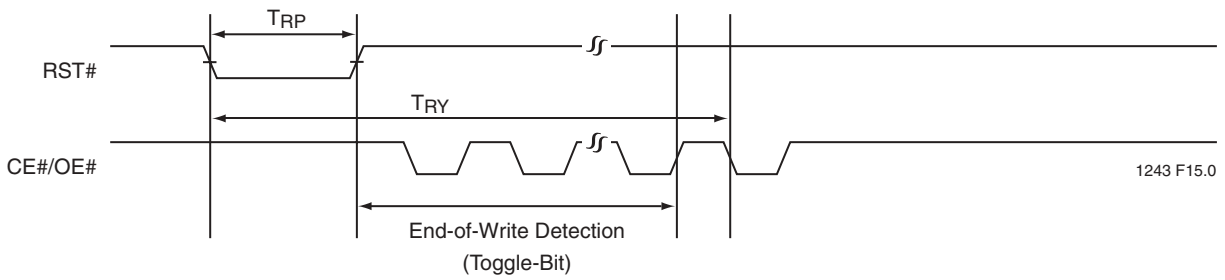 TRP
RST#
TRY
CE#/OE#
1243 F15.0
End-of-Write Detection
(Toggle-Bit)